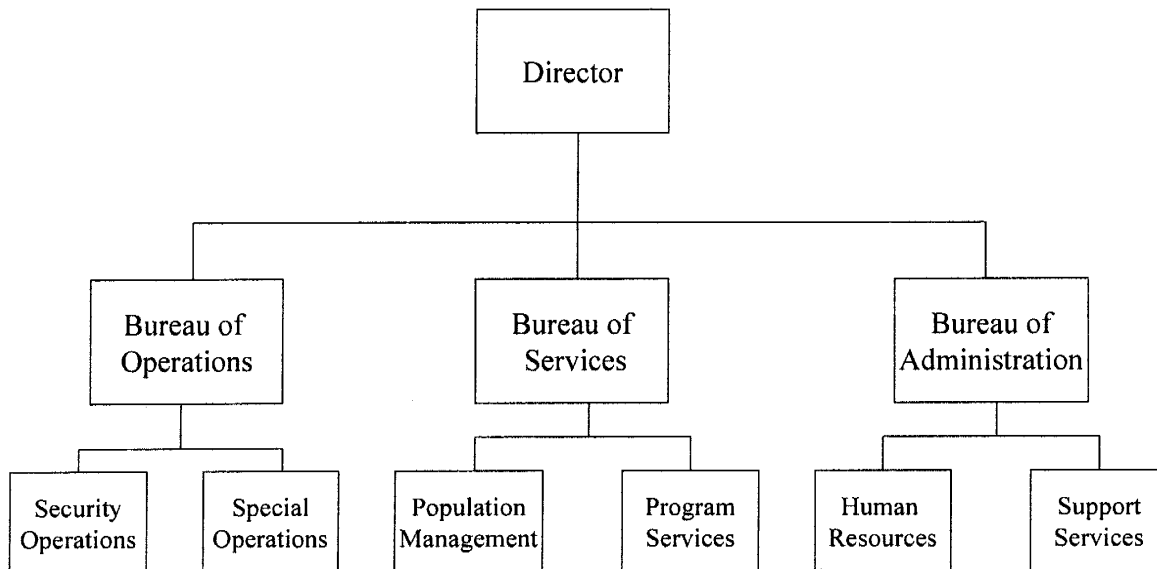 Director
Bureau of
Operations
Bureau of
Services
Bureau of
Administration
Security
Operations
Special
Operations
Population
Management
Program
Services
Human
Resources
Support
Services